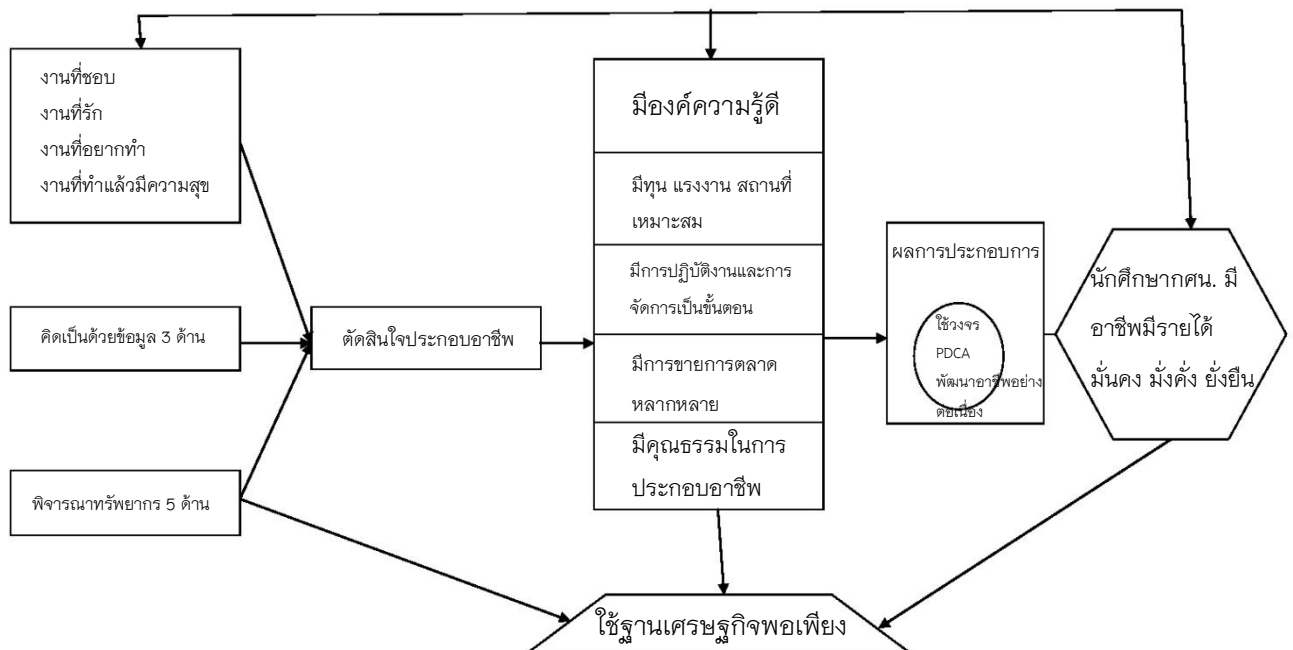 งานที่ชอบ
งานที่รัก
งานที่อยากทำ
งานที่ทำแล้วมีความสุข
คิดเป็นด้วยข้อมูล 3 ด้าน
พิจารณาทรัพยากร 5 ด้าน
ตัดสินใจประกอบอาชีพ
มีองค์ความรู้ดี
มีทุน แรงงาน สถานที่
เหมาะสม
มีการปฏิบัติงานและการ
จัดการเป็นขั้นตอน
มีการขายการตลาด
หลากหลาย
มีคุณธรรมในการ
ประกอบอาชีพ
ผลการประกอบการ
ใช้วงจร
PDCA
พัฒนาอาชีพอย่าง
ต่อเนื่อง
นักศึกษากศน. มี
อาชีพมีรายได้
มั่นคง มั่งคั่ง ยั่งยืน
ใช้ฐานเศรษฐกิจพอเพียง